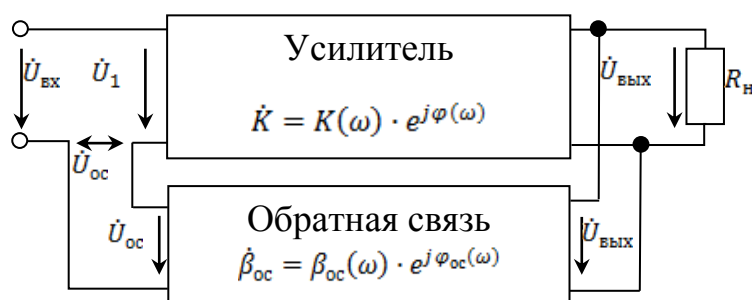 Усилитель
U̇вх
U̇1
U̇вых
Rн
K̇ = K(ω) · e^{jφ(ω)}
U̇ос
Обратная связь
U̇ос
U̇вых
β̇ос = βос(ω) · e^{jφос(ω)}